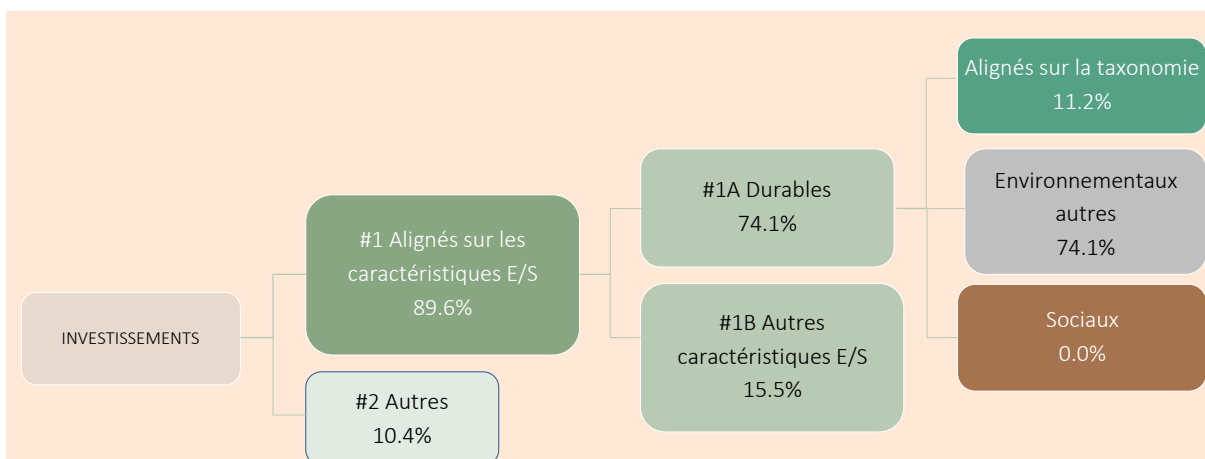 INVESTISSEMENTS
#1 Alignés sur les
caractéristiques E/S
89.6%
#2 Autres
10.4%
#1A Durables
74.1%
#1B Autres
caractéristiques E/S
15.5%
Alignés sur la taxonomie
11.2%
Environnementaux
autres
74.1%
Sociaux
0.0%